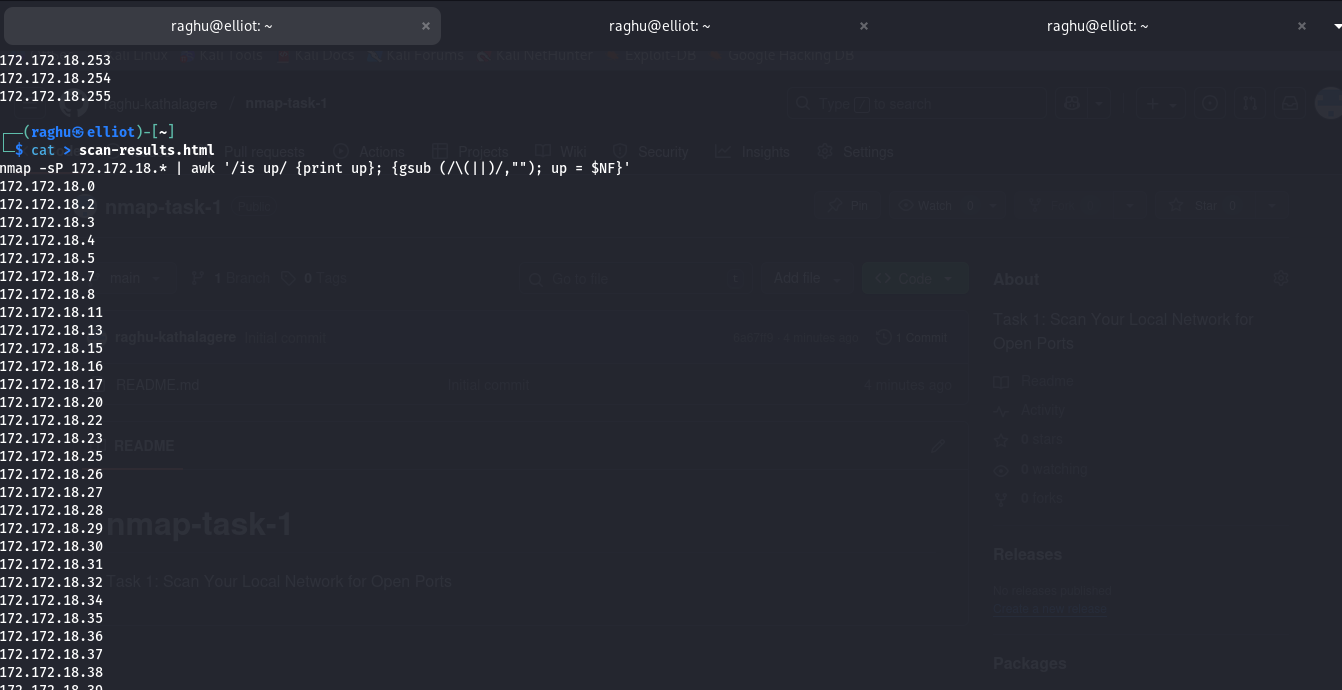 raghu@elliot: ~ × raghu@elliot: ~ × raghu@elliot: ~ ×
Kali Linux Kali Tools Kali Docs Kali Forums Kali NetHunter Exploit-DB Google Hacking DB
172.172.18.253
172.172.18.254
172.172.18.255
raghu-kathalagere / nmap-task-1 Type / to search
┌──(raghu㉿elliot)-[~]
└─$ cat > scan-results.html
Pull requests Actions Projects Wiki Security Insights Settings
nmap -sP 172.172.18.* | awk '/is up/ {print up}; {gsub (/\(||)/,""); up = $NF}'
172.172.18.0
172.172.18.2
nmap-task-1 Public Pin Watch 0 Star 0
172.172.18.3
172.172.18.4
172.172.18.5
172.172.18.7
main 1 Branch 0 Tags Go to file t Add file Code About
172.172.18.8
172.172.18.11
Task 1: Scan Your Local Network for
Open Ports
172.172.18.13
raghu-kathalagere Initial commit 4 minutes ago 1 Commit
172.172.18.15
172.172.18.16
172.172.18.17
README.md Initial commit 4 minutes ago
Readme
172.172.18.20
Activity
172.172.18.22
172.172.18.23
README
0 stars
172.172.18.25
172.172.18.26
0 watching
172.172.18.27
0 forks
172.172.18.28
172.172.18.29
nmap-task-1
172.172.18.30
Releases
172.172.18.31
172.172.18.32
Task 1: Scan Your Local Network for Open Ports
No releases published
172.172.18.34
Create a new release
172.172.18.35
172.172.18.36
172.172.18.37
Packages
172.172.18.38
172.172.18.39